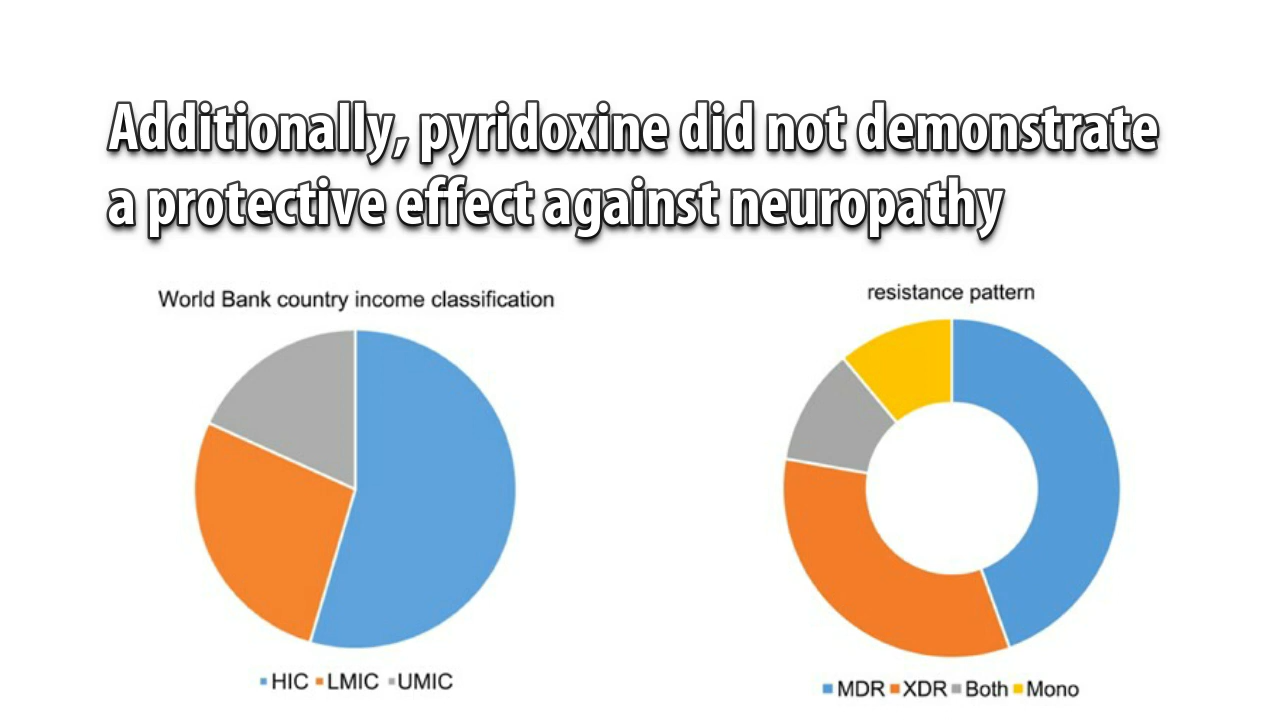 Additionally, pyridoxine did not demonstrate
a protective effect against neuropathy
World Bank country income classification
HIC LMIC UMIC
resistance pattern
MDR XDR Both Mono